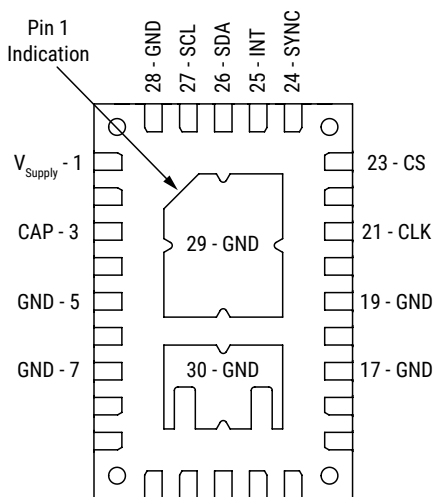 Pin 1
Indication
28 - GND
27 - SCL
26 - SDA
25 - INT
24 - SYNC
VSupply - 1
23 - CS
CAP - 3
21 - CLK
29 - GND
GND - 5
19 - GND
GND - 7
30 - GND
17 - GND